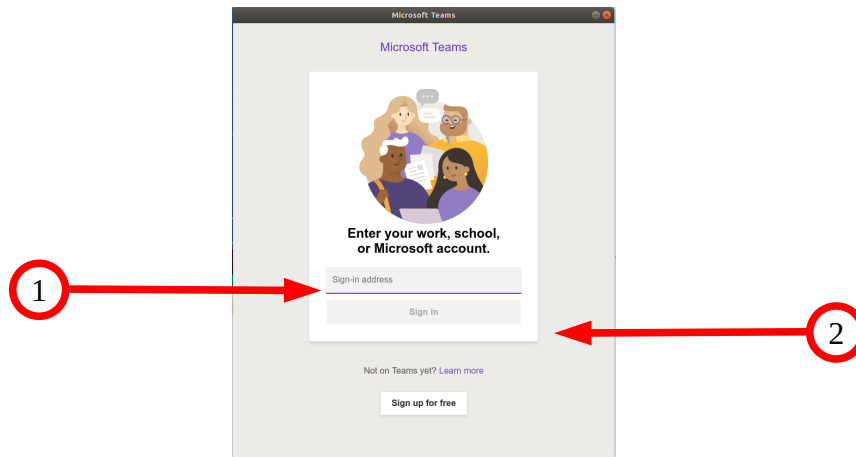 Microsoft Teams
Microsoft Teams
Enter your work, school,
or Microsoft account.
Sign-in address
1
Sign in
2
Not on Teams yet? Learn more
Sign up for free